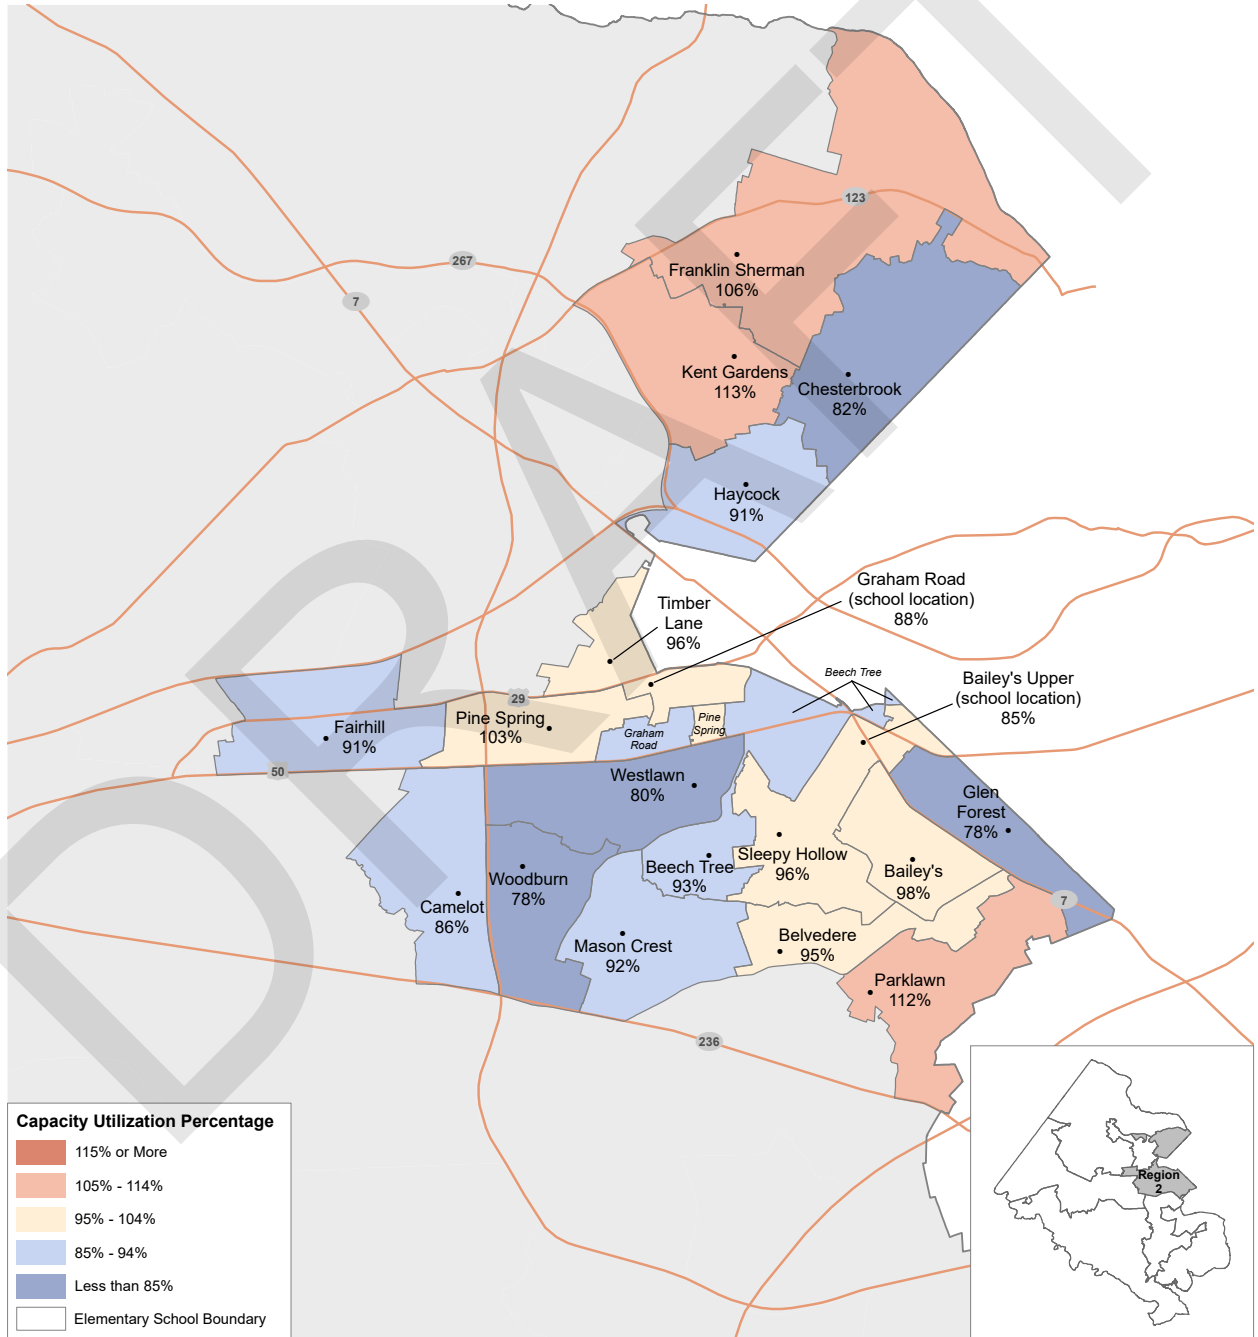 123
267
7
Franklin Sherman
106%
Kent Gardens
113%
Chesterbrook
82%
Haycock
91%
Graham Road
(school location)
88%
Timber
Lane
96%
Beech Tree
Bailey's Upper
(school location)
85%
29
Fairhill
91%
Pine Spring
103%
Graham
Road
Pine
Spring
50
Westlawn
80%
Glen
Forest
78%
Sleepy Hollow
96%
Beech Tree
93%
Bailey's
98%
Woodburn
78%
Camelot
86%
7
Mason Crest
92%
Belvedere
95%
Parklawn
112%
236
DRAFT
Capacity Utilization Percentage
115% or More
105% - 114%
95% - 104%
85% - 94%
Less than 85%
Elementary School Boundary
Region
2